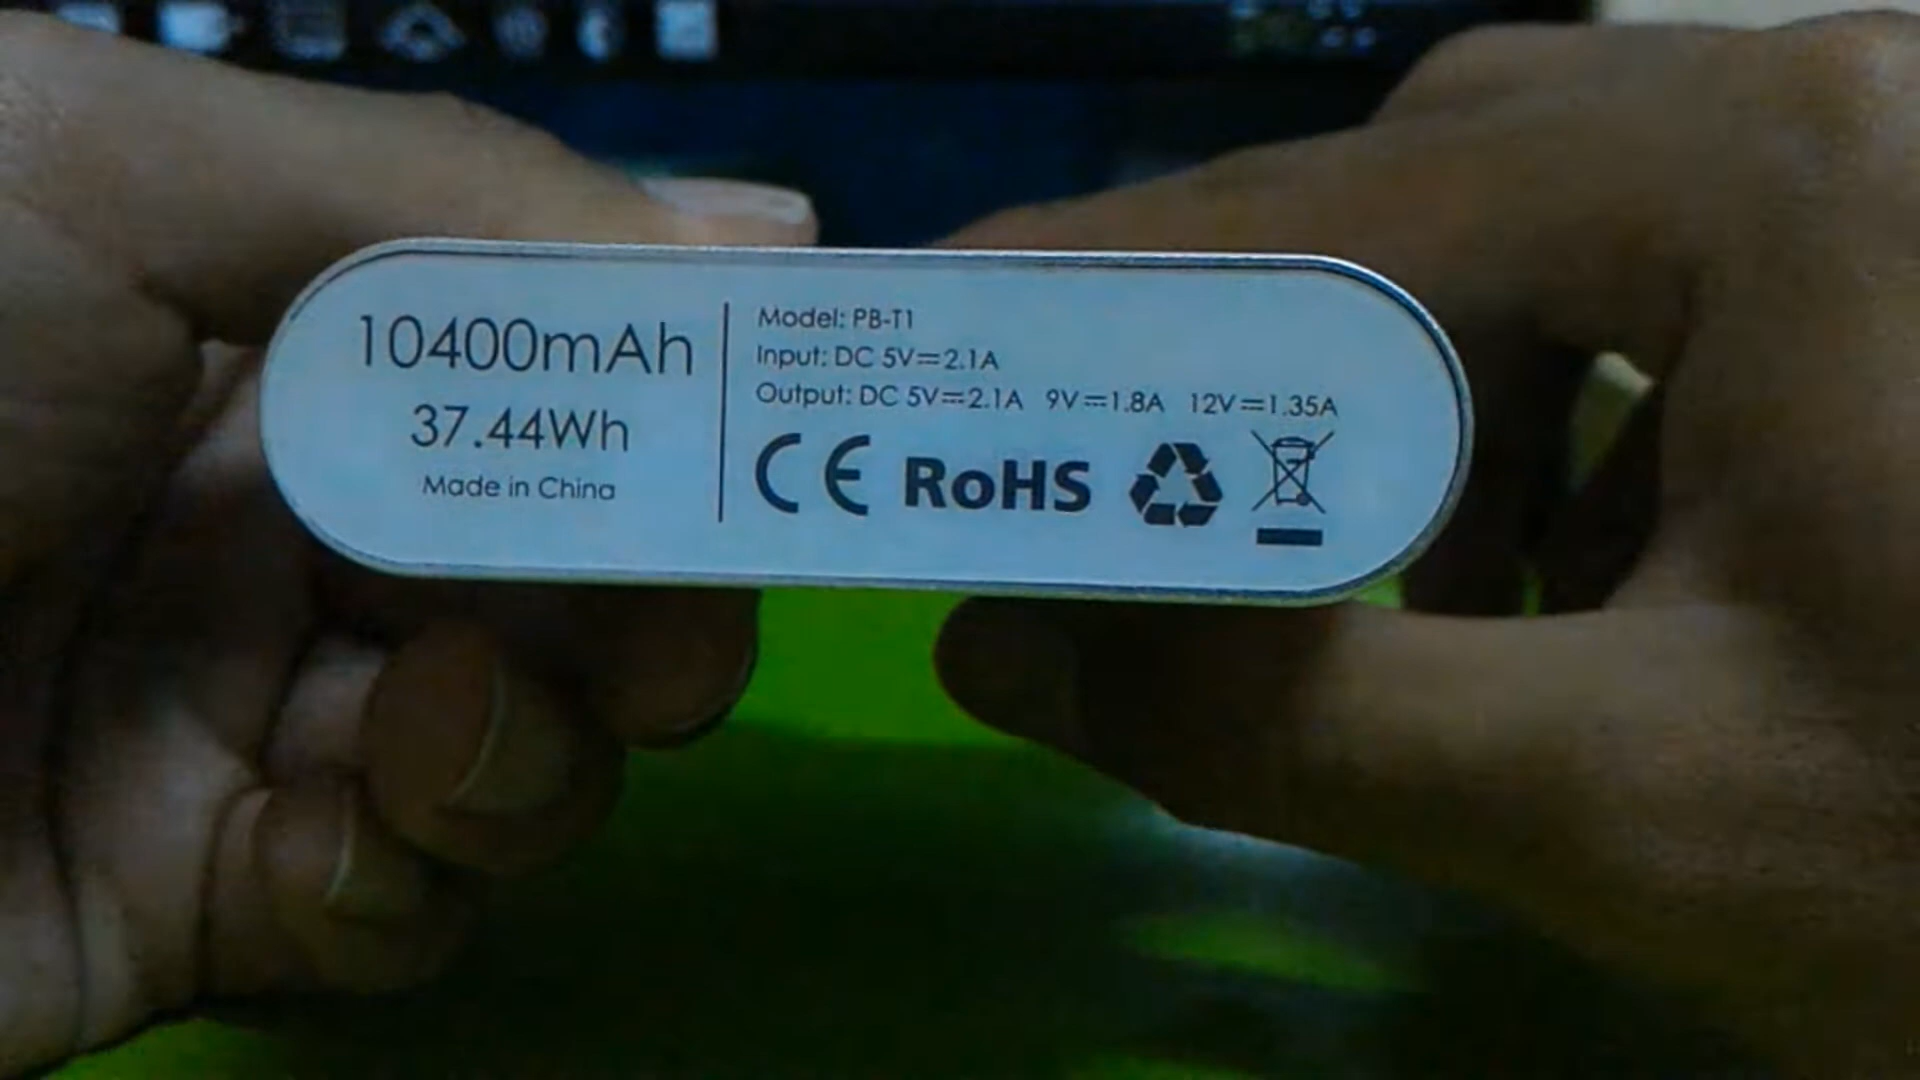 10400mAh
37.44Wh
Made in China
Model: PB-T1
Input: DC 5V⎓2.1A
Output: DC 5V⎓2.1A 9V⎓1.8A 12V⎓1.35A
CE RoHS